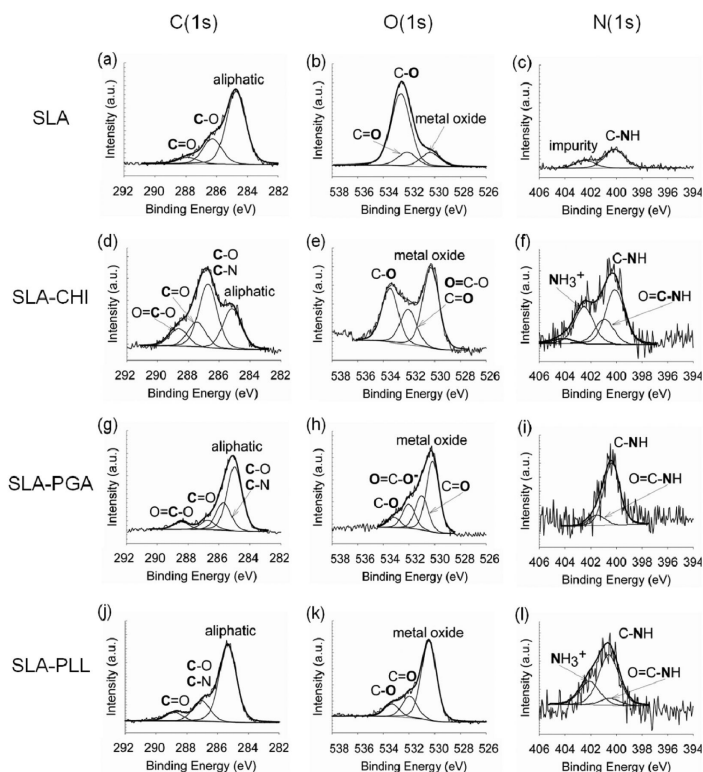 C(1s) O(1s) N(1s)
SLA
(a)
aliphatic
C-O
C=O
Intensity (a.u.)
292 290 288 286 284 282
Binding Energy (eV)
(b)
C-O
metal oxide
C=O
Intensity (a.u.)
538 536 534 532 530 528 526
Binding Energy (eV)
(c)
C-NH
impurity
Intensity (a.u.)
406 404 402 400 398 396 394
Binding Energy (eV)
SLA-CHI
(d)
C-O
C-N
aliphatic
C=O
O=C-O
Intensity (a.u.)
292 290 288 286 284 282
Binding Energy (eV)
(e)
metal oxide
C-O
O=C-O
C=O
Intensity (a.u.)
538 536 534 532 530 528 526
Binding Energy (eV)
(f)
C-NH
NH3+
O=C-NH
Intensity (a.u.)
406 404 402 400 398 396 394
Binding Energy (eV)
SLA-PGA
(g)
aliphatic
C-O
C-N
C=O
O=C-O
Intensity (a.u.)
292 290 288 286 284 282
Binding Energy (eV)
(h)
metal oxide
O=C-O-
C=O
C-O
Intensity (a.u.)
538 536 534 532 530 528 526
Binding Energy (eV)
(i)
C-NH
O=C-NH
Intensity (a.u.)
406 404 402 400 398 396 394
Binding Energy (eV)
SLA-PLL
(j)
aliphatic
C-O
C-N
C=O
Intensity (a.u.)
292 290 288 286 284 282
Binding Energy (eV)
(k)
metal oxide
C=O
C-O
Intensity (a.u.)
538 536 534 532 530 528 526
Binding Energy (eV)
(l)
C-NH
NH3+
O=C-NH
Intensity (a.u.)
406 404 402 400 398 396 394
Binding Energy (eV)